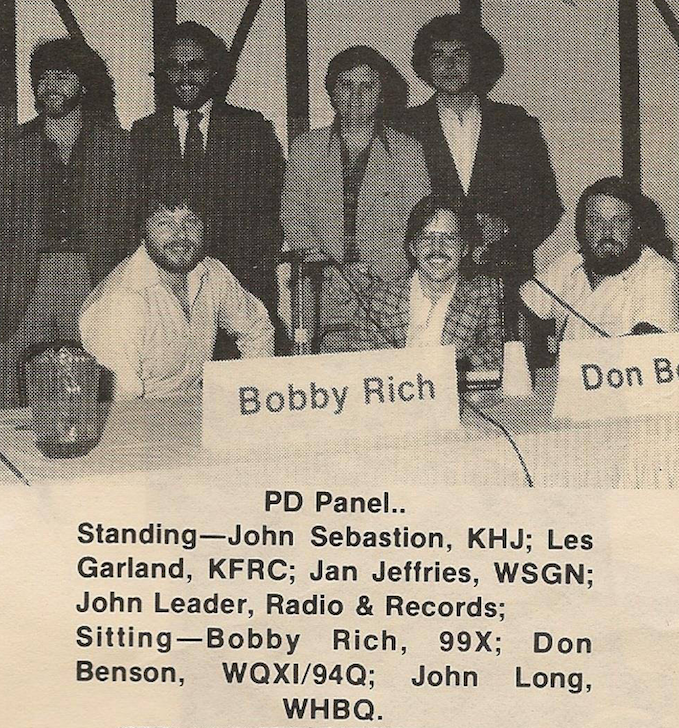 Bobby Rich
Don B
PD Panel..
Standing—John Sebastion, KHJ; Les
Garland, KFRC; Jan Jeffries, WSGN;
John Leader, Radio & Records;
Sitting—Bobby Rich, 99X; Don
Benson, WQXI/94Q; John Long,
WHBQ.